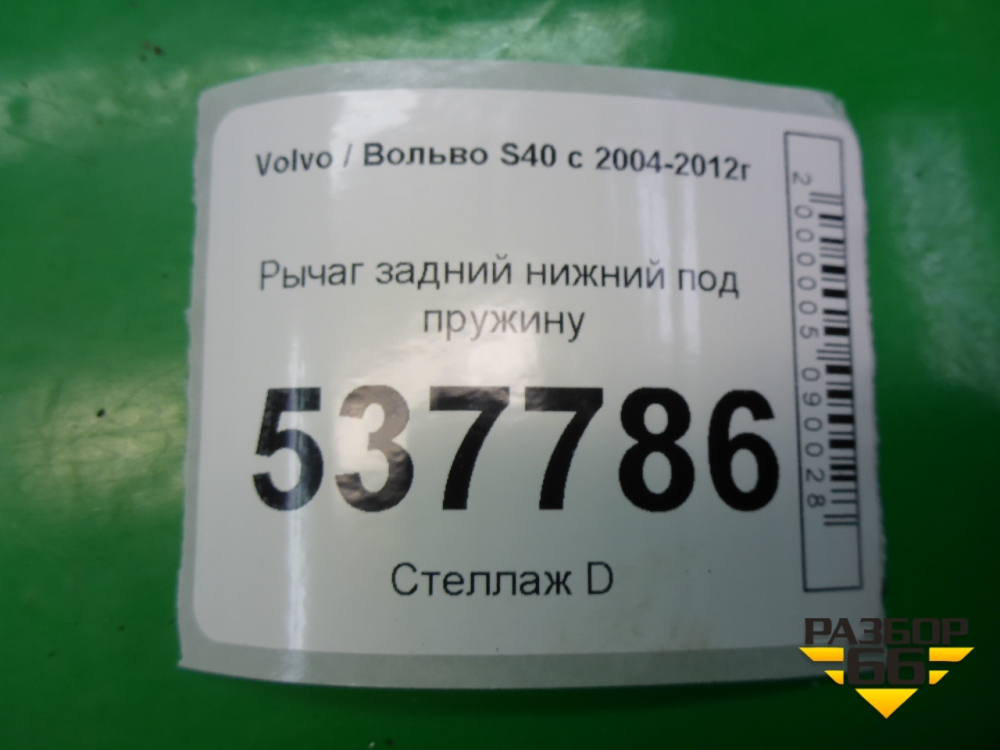 Volvo / Вольво S40 с 2004-2012г
Рычаг задний нижний под
пружину
537786
Стеллаж D
2000005090028
РАЗБОР
66